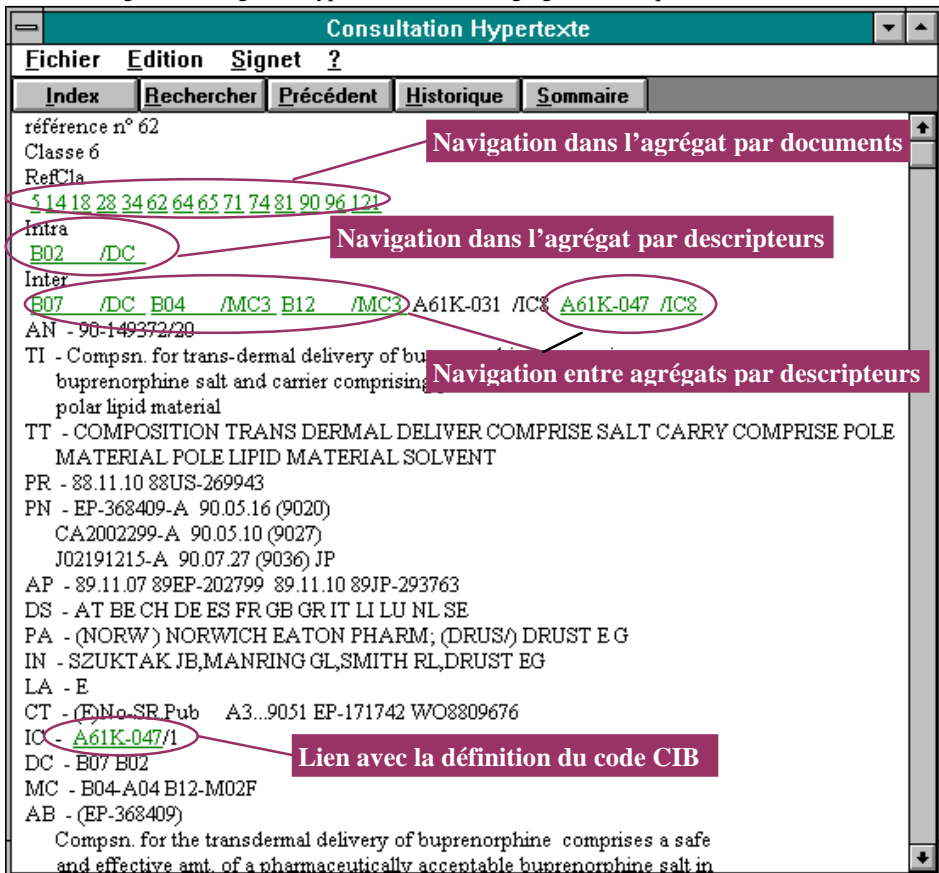 Consultation Hypertexte
Fichier Edition Signet ?
Index Rechercher Précédent Historique Sommaire
référence n° 62
Navigation dans l'agrégat par documents
Classe 6
RefCla
5 14 18 28 34 62 64 65 71 74 81 90 96 121
Intra
Navigation dans l'agrégat par descripteurs
B02 /DC
Inter
B07 /DC B04 /MC3 B12 /MC3 A61K-031 /IC8 A61K-047 /IC8
AN - 90-149372/20
TI - Compsn. for trans-dermal delivery of
buprenorphine salt and carrier comprising
Navigation entre agrégats par descripteurs
polar lipid material
TT - COMPOSITION TRANS DERMAL DELIVER COMPRISE SALT CARRY COMPRISE POLE
MATERIAL POLE LIPID MATERIAL SOLVENT
PR - 88.11.10 88US-269943
PN - EP-368409-A 90.05.16 (9020)
CA2002299-A 90.05.10 (9027)
J02191215-A 90.07.27 (9036) JP
AP - 89.11.07 89EP-202799 89.11.10 89JP-293763
DS - AT BE CH DE ES FR GB GR IT LI LU NL SE
PA - (NORW ) NORWICH EATON PHARM; (DRUS/) DRUST E G
IN - SZUKTAK JB,MANRING GL,SMITH RL,DRUST EG
LA - E
CT - (E)No-SR.Pub A3...9051 EP-171742 WO8809676
IC - A61K-047/1
Lien avec la définition du code CIB
DC - B07 B02
MC - B04-A04 B12-M02F
AB - (EP-368409)
Compsn. for the transdermal delivery of buprenorphine comprises a safe
and effective amt. of a pharmaceutically acceptable buprenorphine salt in